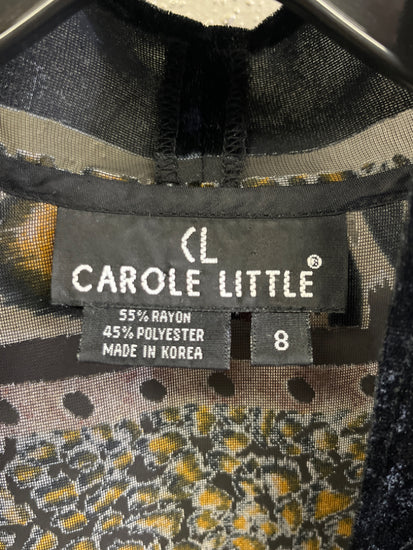 CL
CAROLE LITTLE®
55% RAYON
45% POLYESTER
MADE IN KOREA
8